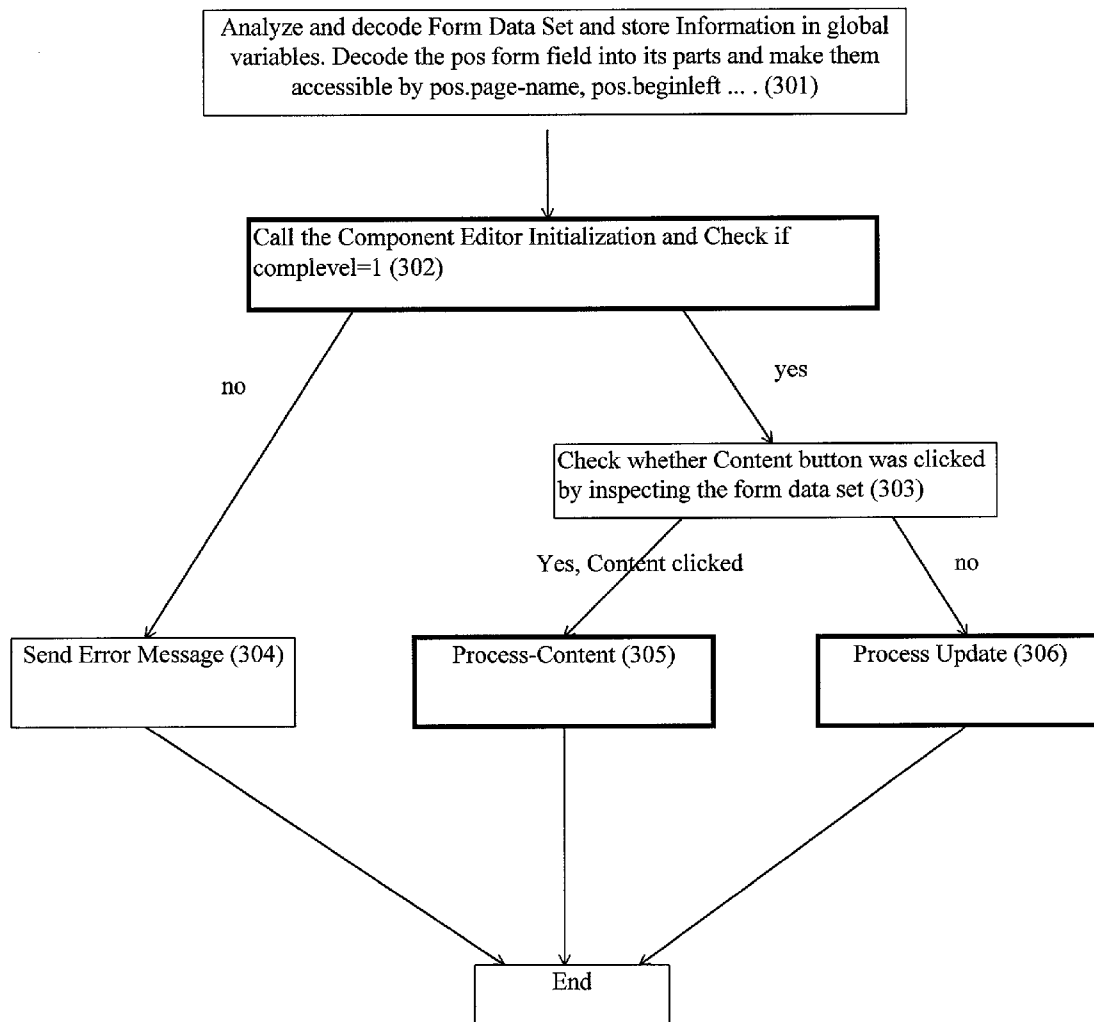 Analyze and decode Form Data Set and store Information in global
variables. Decode the pos form field into its parts and make them
accessible by pos.page-name, pos.beginleft ... . (301)
Call the Component Editor Initialization and Check if
complevel=1 (302)
no
yes
Check whether Content button was clicked
by inspecting the form data set (303)
Yes, Content clicked
no
Send Error Message (304)
Process-Content (305)
Process Update (306)
End